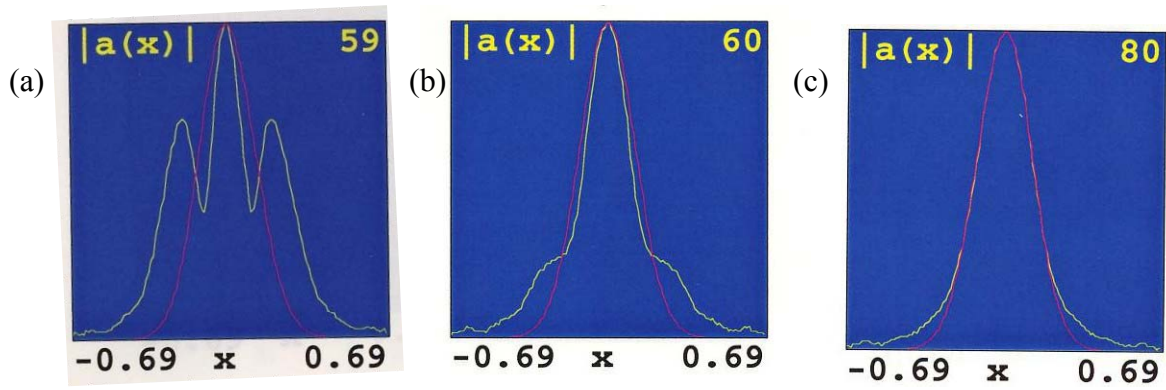 (a) |a(x)| 59
-0.69 x 0.69
(b) |a(x)| 60
-0.69 x 0.69
(c) |a(x)| 80
-0.69 x 0.69